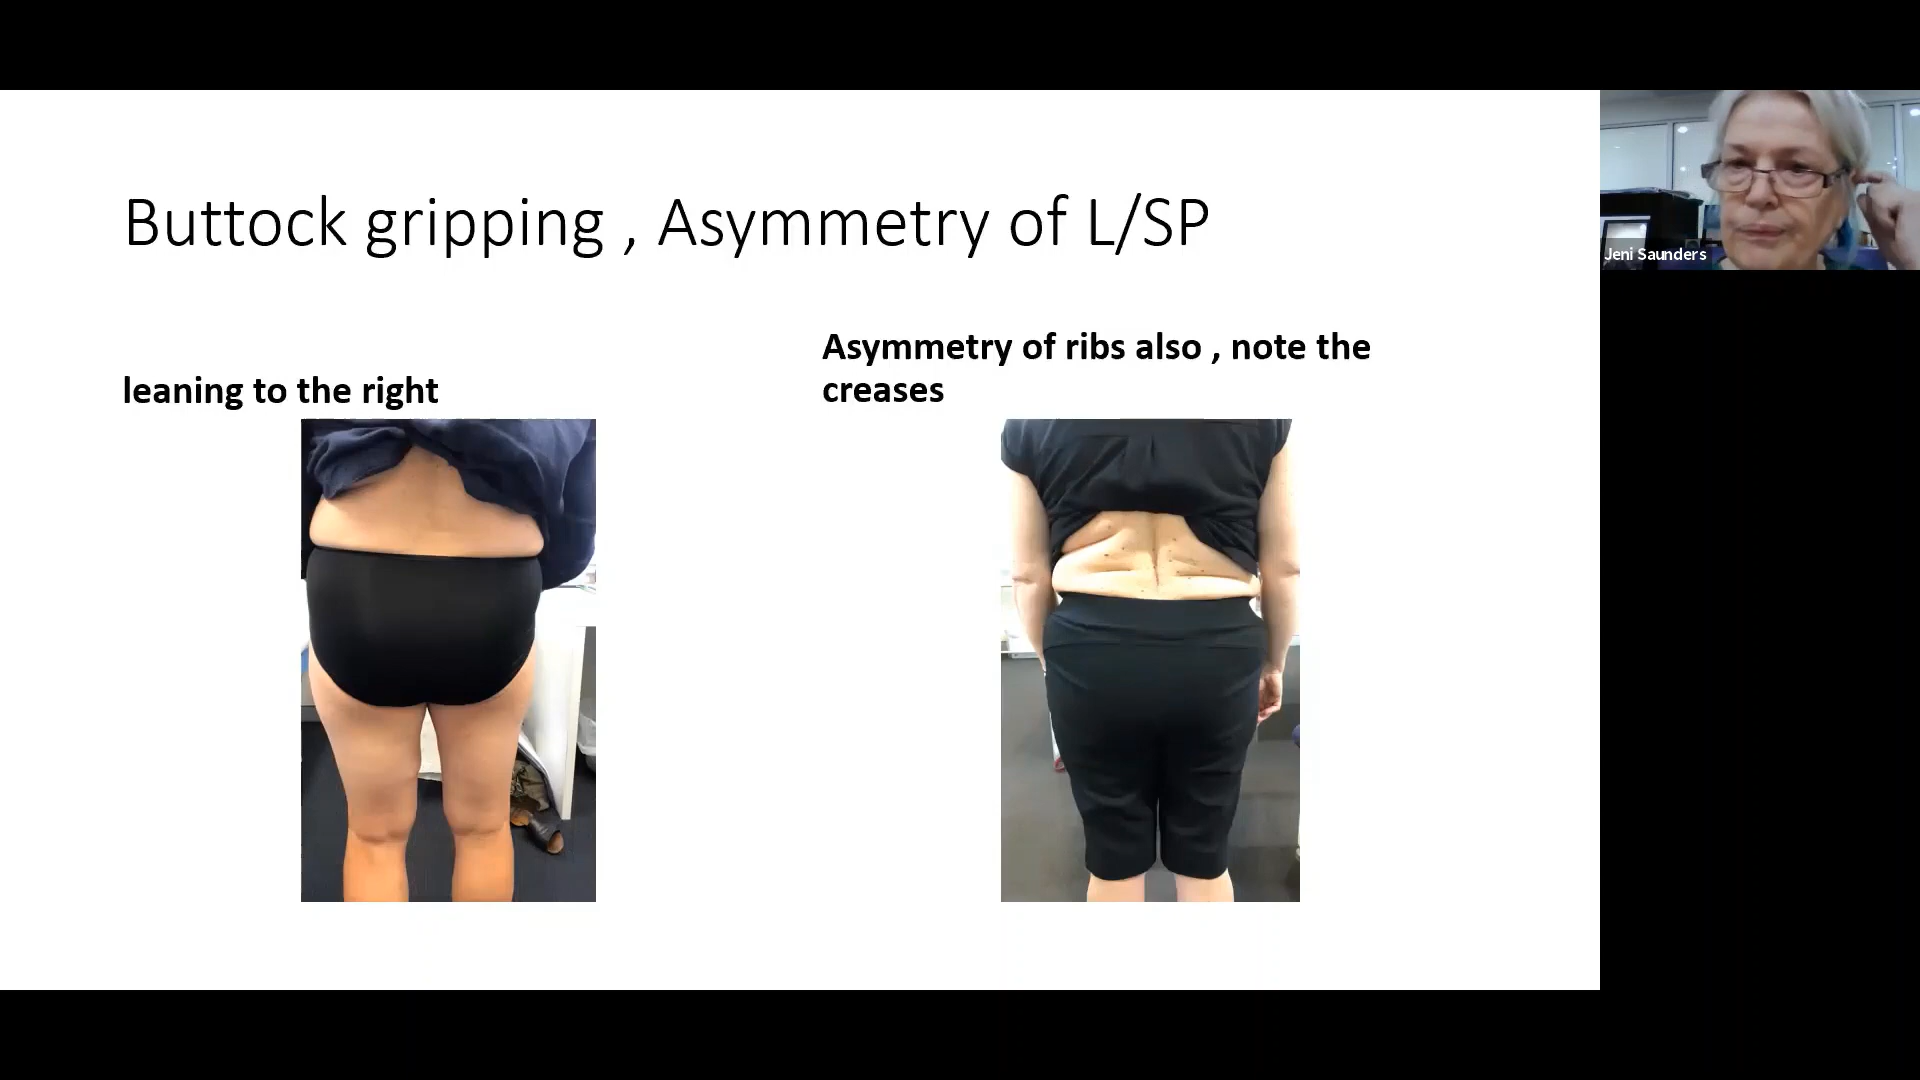 Buttock gripping , Asymmetry of L/SP
leaning to the right
Asymmetry of ribs also , note the
creases
Jeni Saunders